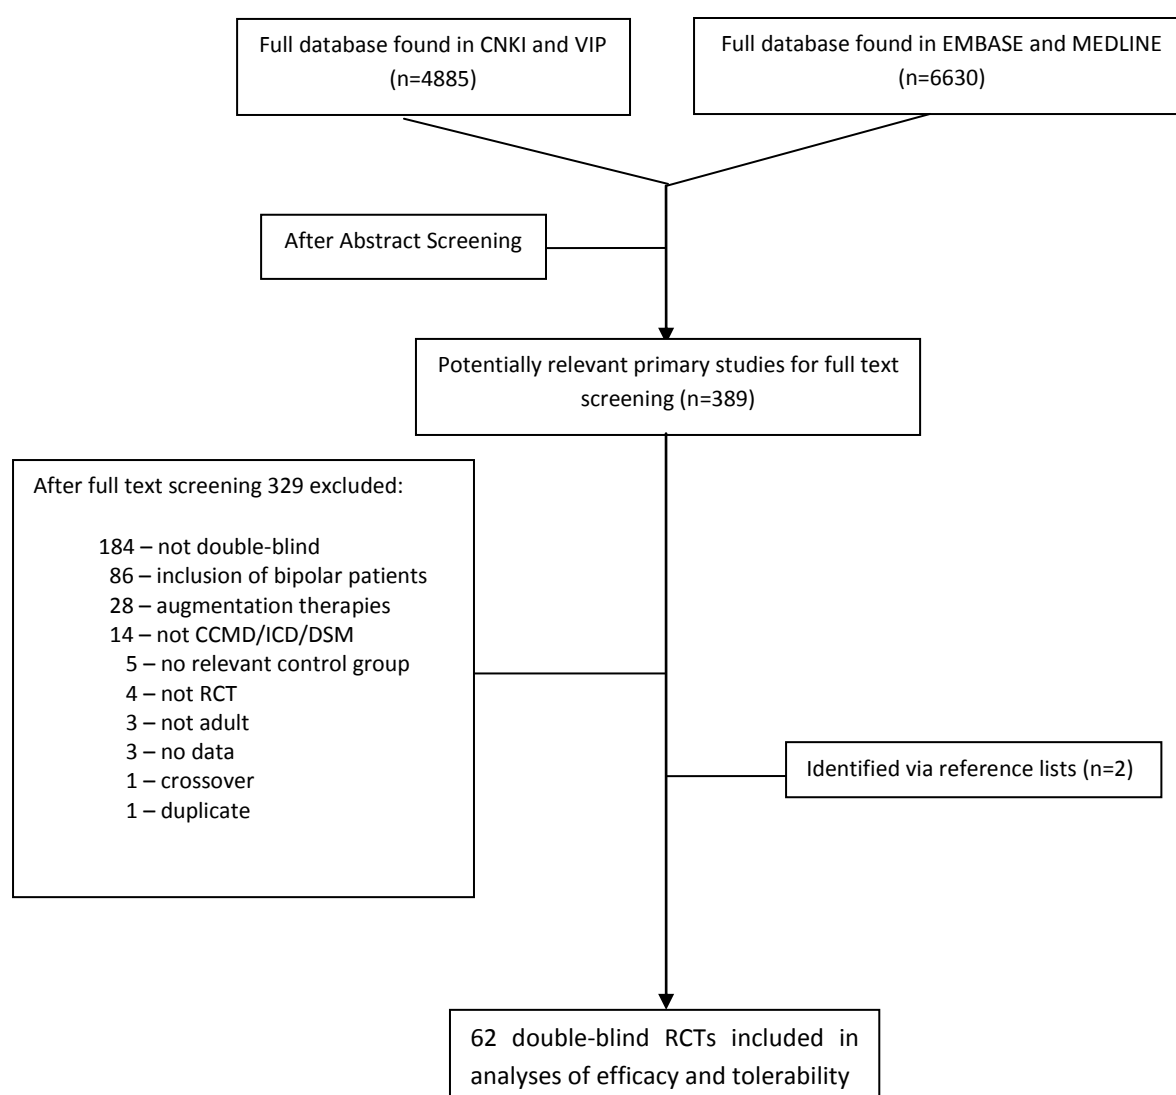 Full database found in CNKI and VIP
(n=4885)
Full database found in EMBASE and MEDLINE
(n=6630)
After Abstract Screening
Potentially relevant primary studies for full text
screening (n=389)
After full text screening 329 excluded:
184 – not double-blind
86 – inclusion of bipolar patients
28 – augmentation therapies
14 – not CCMD/ICD/DSM
5 – no relevant control group
4 – not RCT
3 – not adult
3 – no data
1 – crossover
1 – duplicate
Identified via reference lists (n=2)
62 double-blind RCTs included in
analyses of efficacy and tolerability